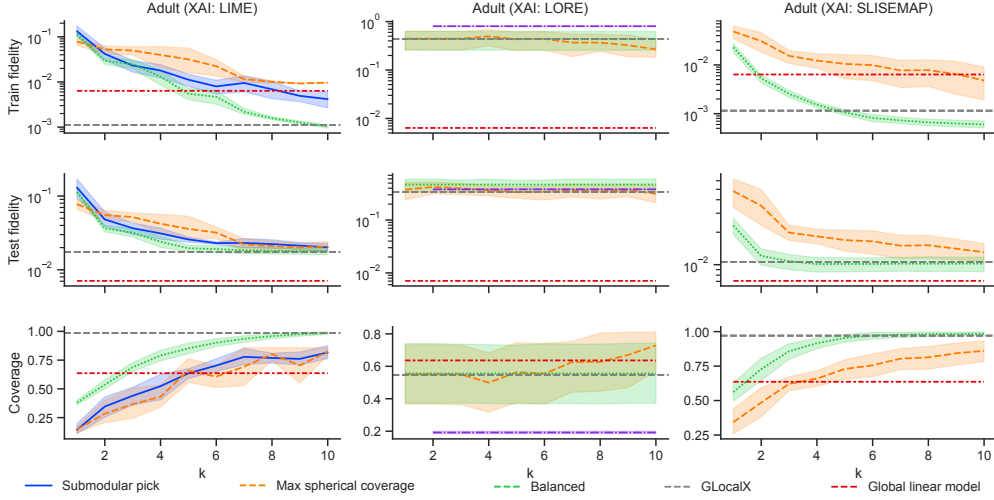 Adult (XAI: LIME)
Adult (XAI: LORE)
Adult (XAI: SLISEMAP)
Train fidelity
10⁻¹
10⁻²
10⁻³
10⁰
10⁻¹
10⁻²
10⁻²
10⁻³
Test fidelity
10⁻¹
10⁻²
10⁻¹
10⁻²
10⁻²
Coverage
1.00
0.75
0.50
0.25
0.8
0.6
0.4
0.2
1.00
0.75
0.50
0.25
2 4 6 8 10
2 4 6 8 10
2 4 6 8 10
k
k
k
Submodular pick
Max spherical coverage
Balanced
GLocalX
Global linear model